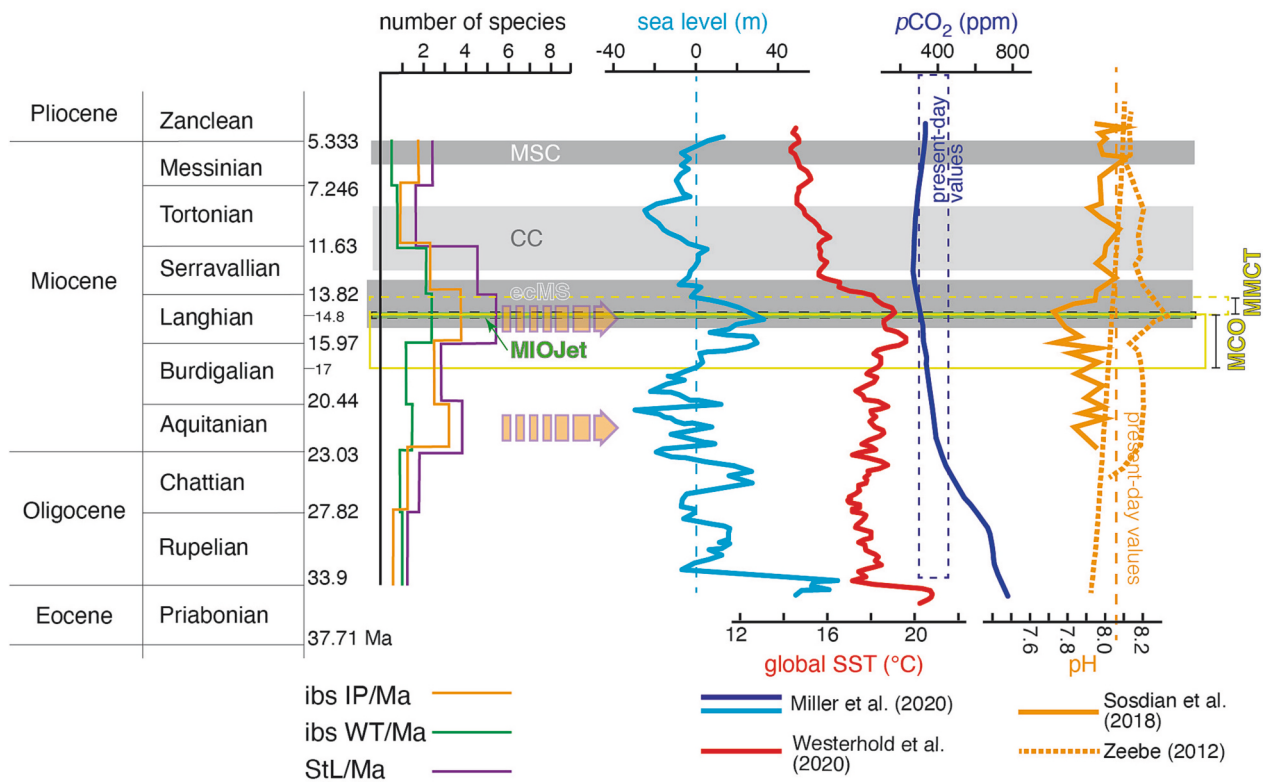 number of species
sea level (m)
pCO2 (ppm)
2 4 6 8
-40 0 40
400 800
Pliocene
Zanclean
5.333
Messinian
MSC
7.246
Tortonian
CC
11.63
Miocene
Serravallian
13.82
ecMS
Langhian
14.8
MIOJet
15.97
Burdigalian
17
20.44
Aquitanian
23.03
Chattian
27.82
Oligocene
Rupelian
33.9
Eocene
Priabonian
37.71 Ma
present-day
values
MMCT
MCO
present-day values
12 16 20
global SST (°C)
7.6 7.8 8.0 8.2
pH
ibs IP/Ma
ibs WT/Ma
StL/Ma
Miller et al. (2020)
Westerhold et al.
(2020)
Sosdian et al.
(2018)
Zeebe (2012)